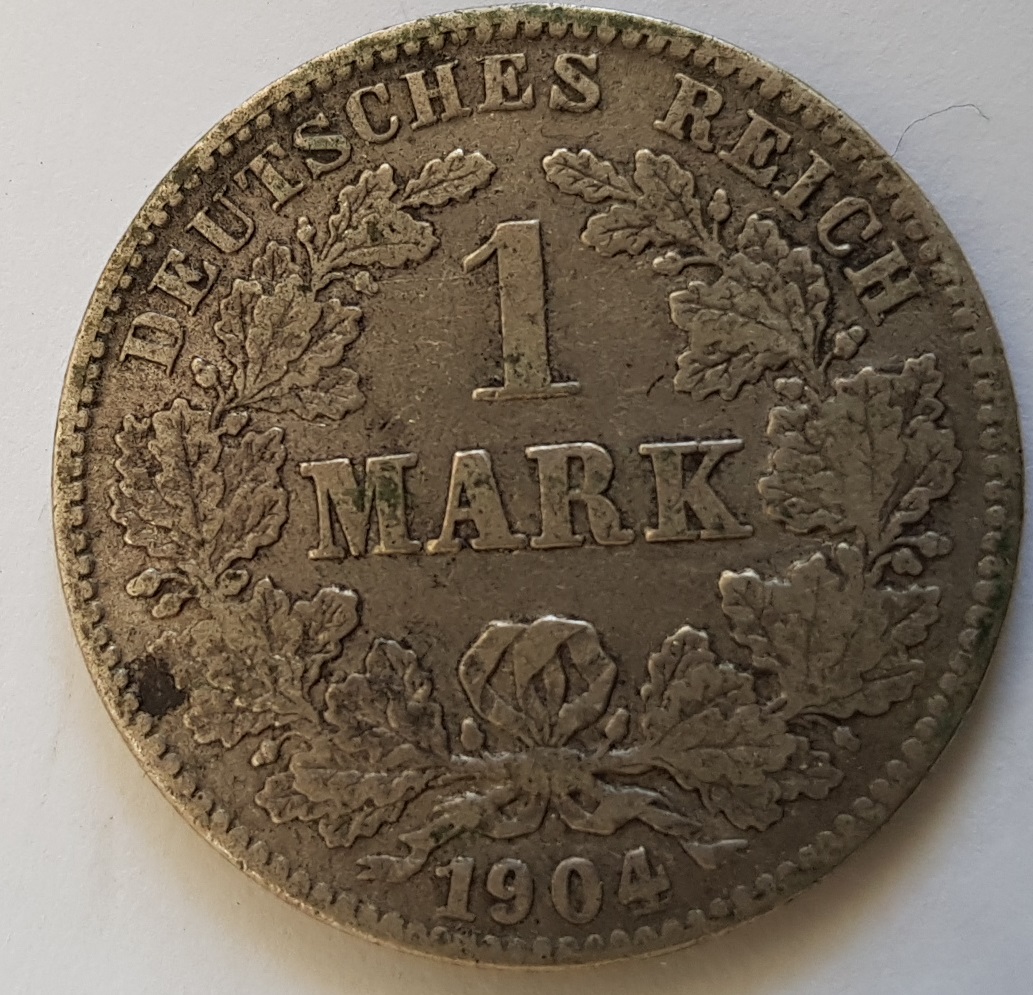 DEUTSCHES REICH
1
MARK
1904